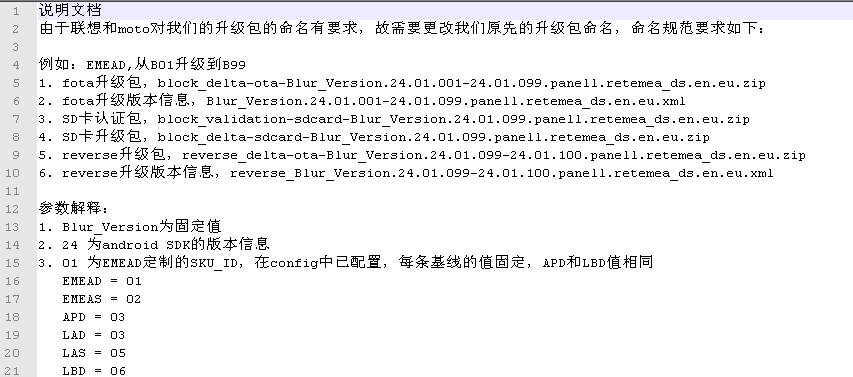 1 说明文档
2 由于联想和moto对我们的升级包的命名有要求，故需要更改我们原先的升级包命名，命名规范要求如下：
3
4 例如：EMEAD,从B01升级到B99
5 1. fota升级包，block_delta-ota-Blur_Version.24.01.001-24.01.099.panell.retemea_ds.en.eu.zip
6 2. fota升级版本信息，Blur_Version.24.01.001-24.01.099.panell.retemea_ds.en.eu.xml
7 3. SD卡认证包，block_validation-sdcard-Blur_Version.24.01.099.panell.retemea_ds.en.eu.zip
8 4. SD卡升级包，block_delta-sdcard-Blur_Version.24.01.099.panell.retemea_ds.en.eu.zip
9 5. reverse升级包，reverse_delta-ota-Blur_Version.24.01.099-24.01.100.panell.retemea_ds.en.eu.zip
10 6. reverse升级版本信息，reverse_Blur_Version.24.01.099-24.01.100.panell.retemea_ds.en.eu.xml
11
12 参数解释：
13 1. Blur_Version为固定值
14 2. 24 为android SDK的版本信息
15 3. 01 为EMEAD定制的SKU_ID，在config中已配置，每条基线的值固定，APD和LBD值相同
16 EMEAD = 01
17 EMEAS = 02
18 APD = 03
19 LAD = 03
20 LAS = 05
21 LBD = 06